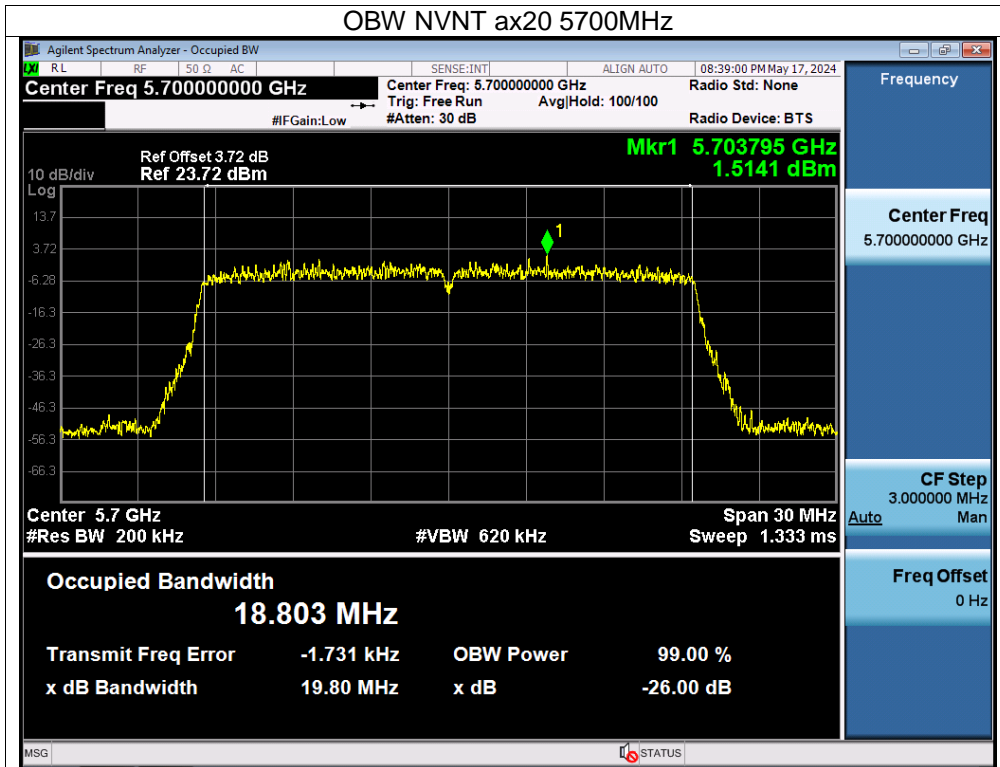 OBW NVNT ax20 5700MHz
Agilent Spectrum Analyzer - Occupied BW
LXI RL RF 50 Ω AC SENSE:INT ALIGN AUTO 08:39:00 PM May 17, 2024
Center Freq 5.700000000 GHz
Center Freq: 5.700000000 GHz Radio Std: None
Trig: Free Run Avg|Hold: 100/100
#IFGain:Low #Atten: 30 dB Radio Device: BTS
Mkr1 5.703795 GHz
1.5141 dBm
Ref Offset 3.72 dB
10 dB/div Ref 23.72 dBm
Log
13.7
1
3.72
-6.28
-16.3
-26.3
-36.3
-46.3
-56.3
-66.3
Center 5.7 GHz Span 30 MHz
#Res BW 200 kHz #VBW 620 kHz Sweep 1.333 ms
Occupied Bandwidth
18.803 MHz
Transmit Freq Error -1.731 kHz OBW Power 99.00 %
x dB Bandwidth 19.80 MHz x dB -26.00 dB
MSG STATUS
Frequency
Center Freq
5.700000000 GHz
CF Step
3.000000 MHz
Auto Man
Freq Offset
0 Hz